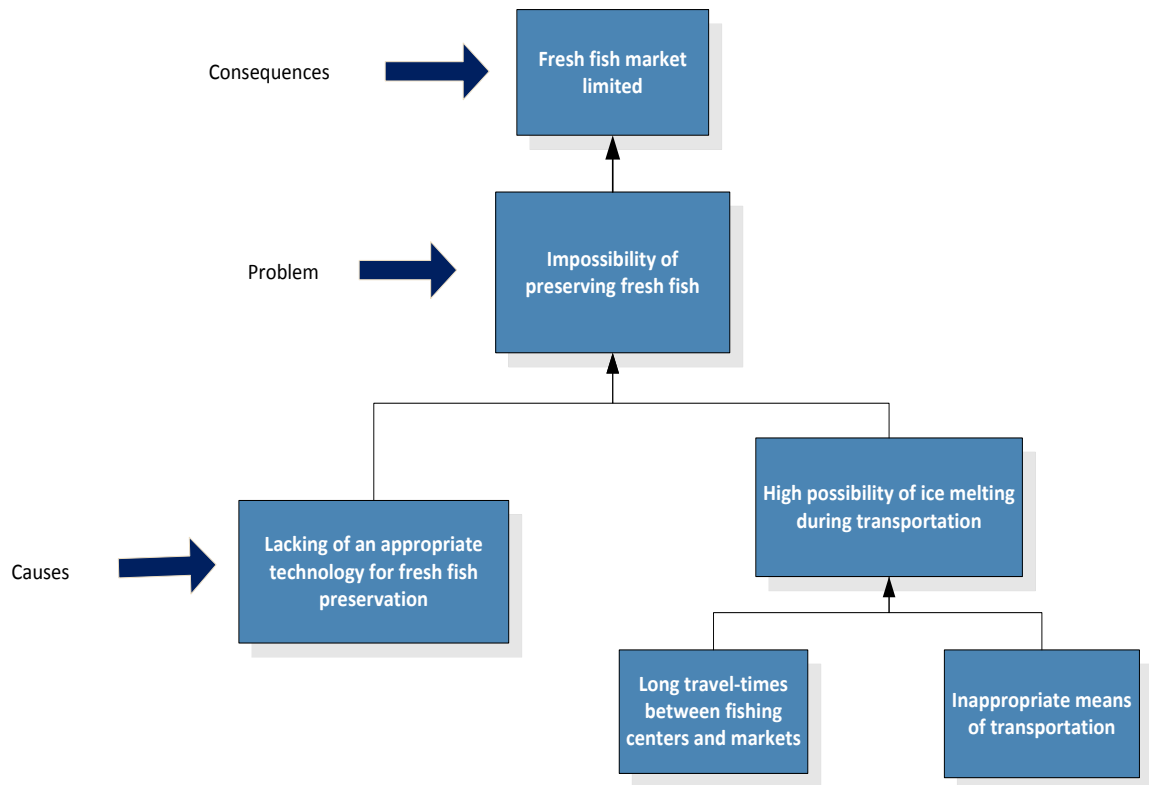 Consequences
Fresh fish market
limited
Problem
Impossibility of
preserving fresh fish
High possibility of ice melting
during transportation
Causes
Lacking of an appropriate
technology for fresh fish
preservation
Long travel-times
between fishing
centers and markets
Inappropriate means
of transportation